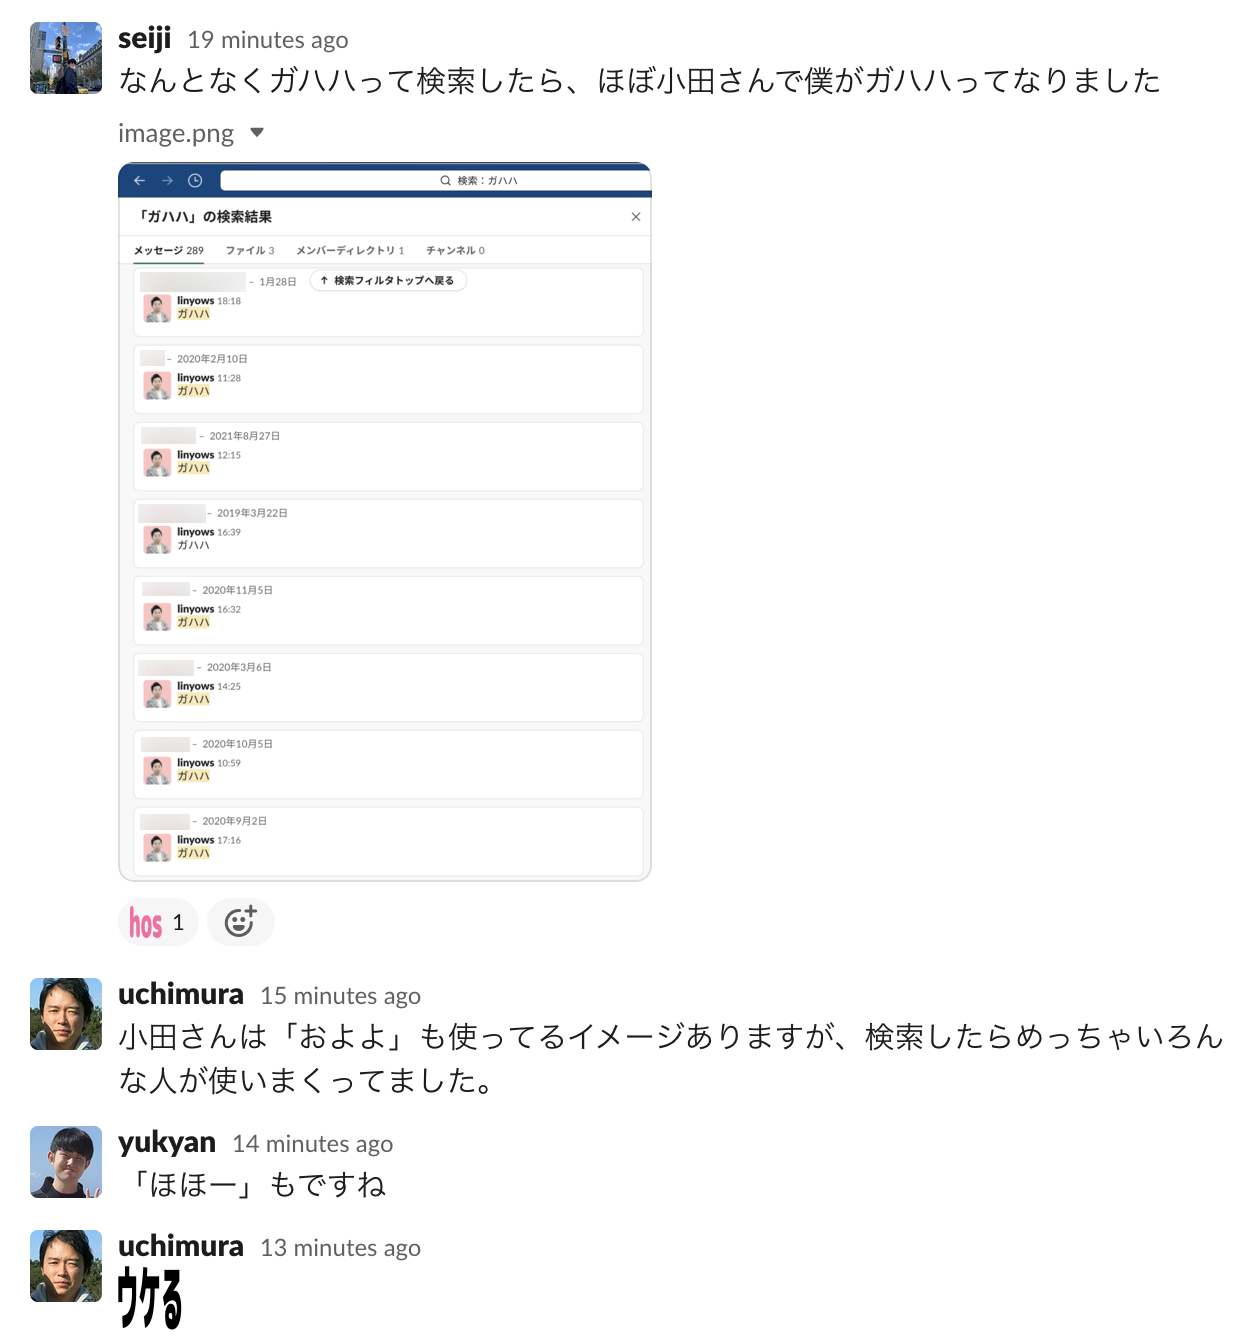 seiji 19 minutes ago
なんとなくガハハって検索したら、ほぼ小田さんで僕がガハハってなりました
image.png
検索：ガハハ
「ガハハ」の検索結果
メッセージ 289 ファイル 3 メンバーディレクトリ 1 チャンネル 0
– 1月28日 ↑ 検索フィルタトップへ戻る
linyows 18:18
ガハハ
– 2020年2月10日
linyows 11:28
ガハハ
– 2021年8月27日
linyows 12:15
ガハハ
– 2019年3月22日
linyows 16:39
ガハハ
– 2020年11月5日
linyows 16:32
ガハハ
– 2020年3月6日
linyows 14:25
ガハハ
– 2020年10月5日
linyows 10:59
ガハハ
– 2020年9月2日
linyows 17:16
ガハハ
hos 1
uchimura 15 minutes ago
小田さんは「およよ」も使ってるイメージありますが、検索したらめっちゃいろん
な人が使いまくってました。
yukyan 14 minutes ago
「ほほー」もですね
uchimura 13 minutes ago
ウケる